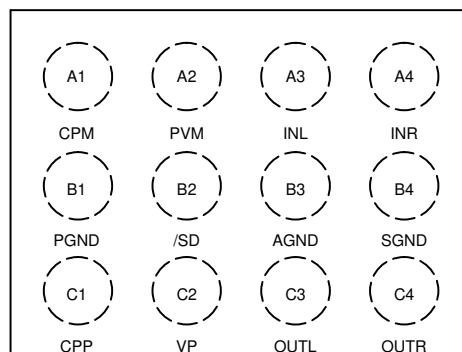 A1 A2 A3 A4
CPM PVM INL INR
B1 B2 B3 B4
PGND /SD AGND SGND
C1 C2 C3 C4
CPP VP OUTL OUTR